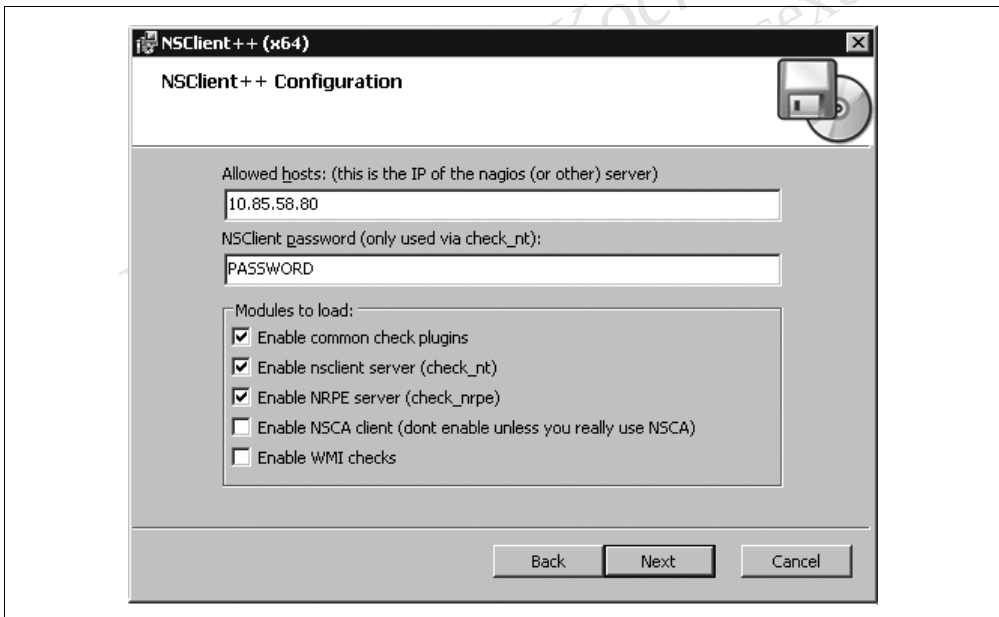 NSClient++ (x64)
NSClient++ Configuration
Allowed hosts: (this is the IP of the nagios (or other) server)
10.85.58.80
NSClient password (only used via check_nt):
PASSWORD
Modules to load:
Enable common check plugins
Enable nsclient server (check_nt)
Enable NRPE server (check_nrpe)
Enable NSCA client (dont enable unless you really use NSCA)
Enable WMI checks
Back Next Cancel